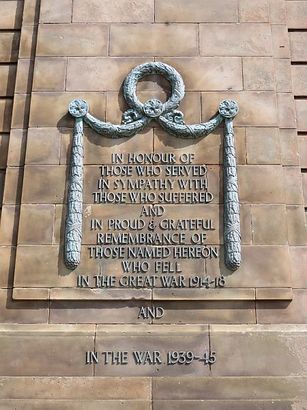 IN HONOUR OF
THOSE WHO SERVED
IN SYMPATHY WITH
THOSE WHO SUFFERED
AND
IN PROUD & GRATEFUL
REMEMBRANCE OF
THOSE NAMED HEREON
WHO FELL
IN THE GREAT WAR 1914-18
AND
IN THE WAR 1939-45